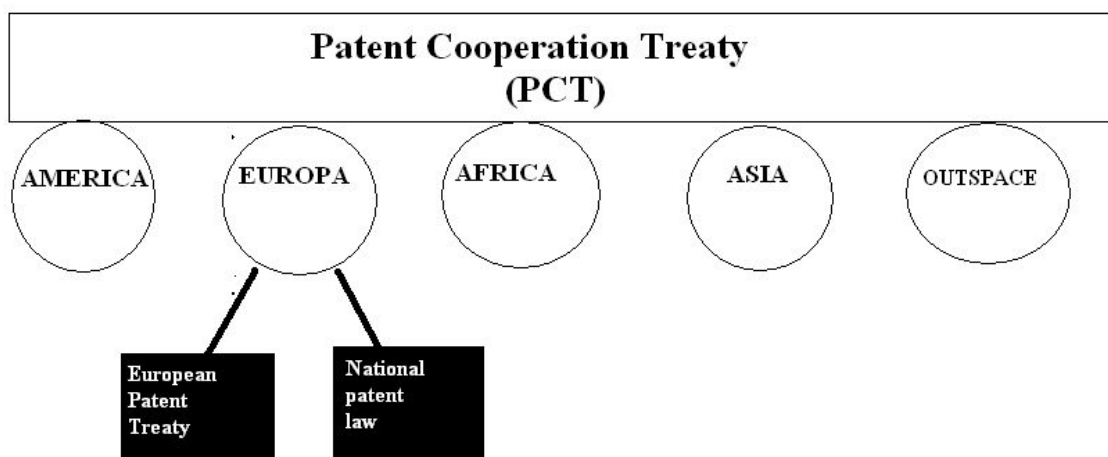 Patent Cooperation Treaty
(PCT)
AMERICA
EUROPA
AFRICA
ASIA
OUTSPACE
European
Patent
Treaty
National
patent
law